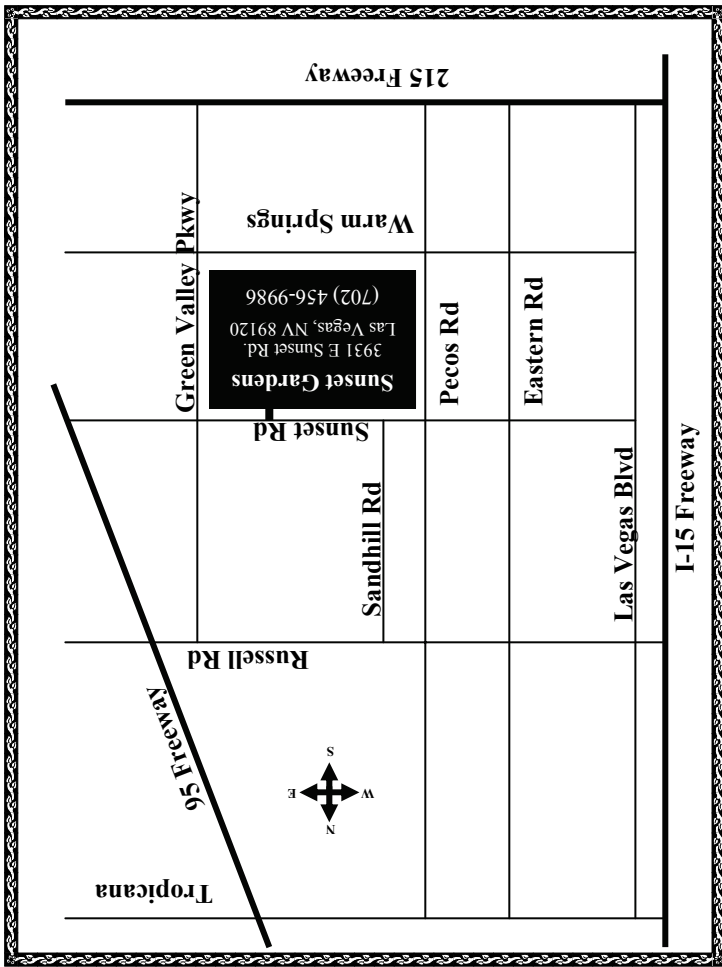 215 Freeway
Warm Springs
Green Valley Pkwy
Sunset Gardens
3931 E Sunset Rd.
Las Vegas, NV 89120
(702) 456-9986
Pecos Rd
Eastern Rd
Sunset Rd
Sandhill Rd
Las Vegas Blvd
I-15 Freeway
Russell Rd
95 Freeway
N
E
W
S
Tropicana